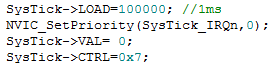 SysTick->LOAD=100000; //1ms
NVIC_SetPriority(SysTick_IRQn,0);
SysTick->VAL= 0;
SysTick->CTRL=0x7;